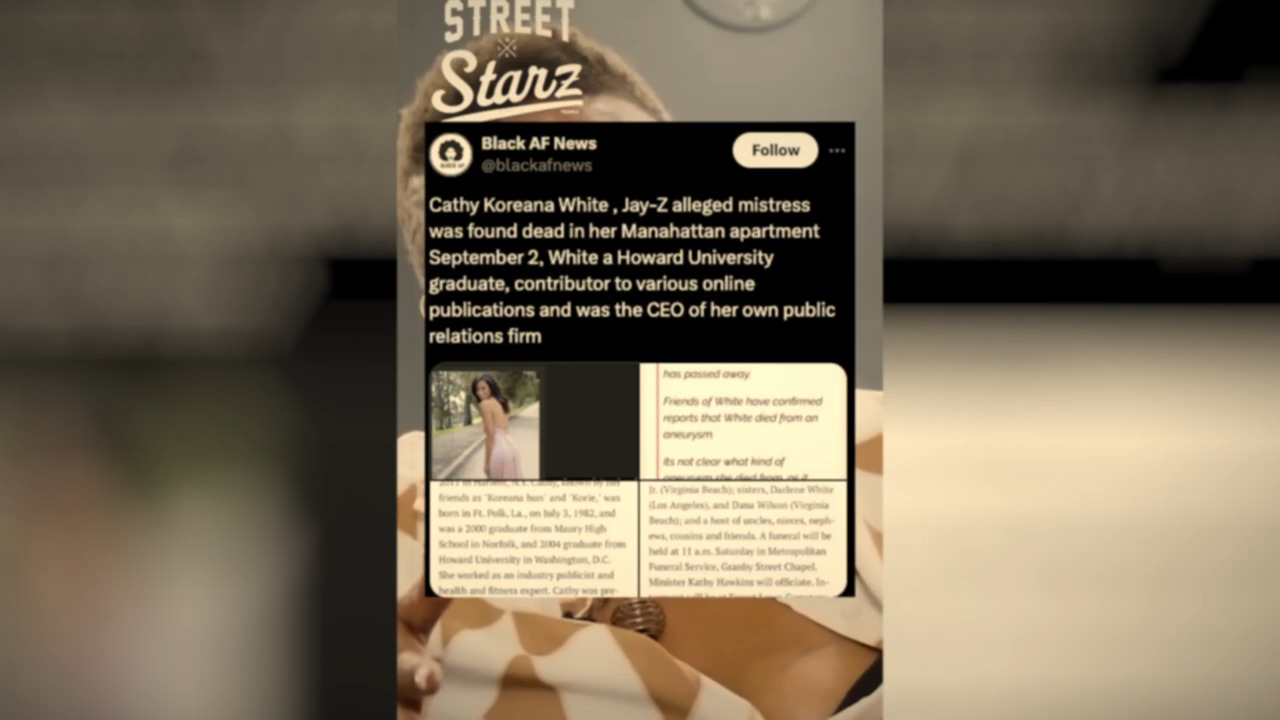 STREET
Starz
Black AF News
@blackafnews
Follow
Cathy Koreana White , Jay-Z alleged mistress
was found dead in her Manahattan apartment
September 2, White a Howard University
graduate, contributor to various online
publications and was the CEO of her own public
relations firm
has passed away.
Friends of White have confirmed
reports that White died from an
aneurysm
Its not clear what kind of
aneurysm she died from, as it
friends as "Koreana bun" and "Korie," was
born in Ft. Polk, La., on July 3, 1982, and
was a 2000 graduate from Maury High
School in Norfolk, and 2004 graduate from
Howard University in Washington, D.C.
She worked as an industry publicist and
health and fitness expert. Cathy was pre-
Jr. (Virginia Beach); sisters, Darlene White
(Los Angeles), and Dana Wilson (Virginia
Beach); and a host of uncles, nieces, neph-
ews, cousins and friends. A funeral will be
held at 11 a.m. Saturday in Metropolitan
Funeral Service, Granby Street Chapel.
Minister Kathy Hawkins will officiate. In-